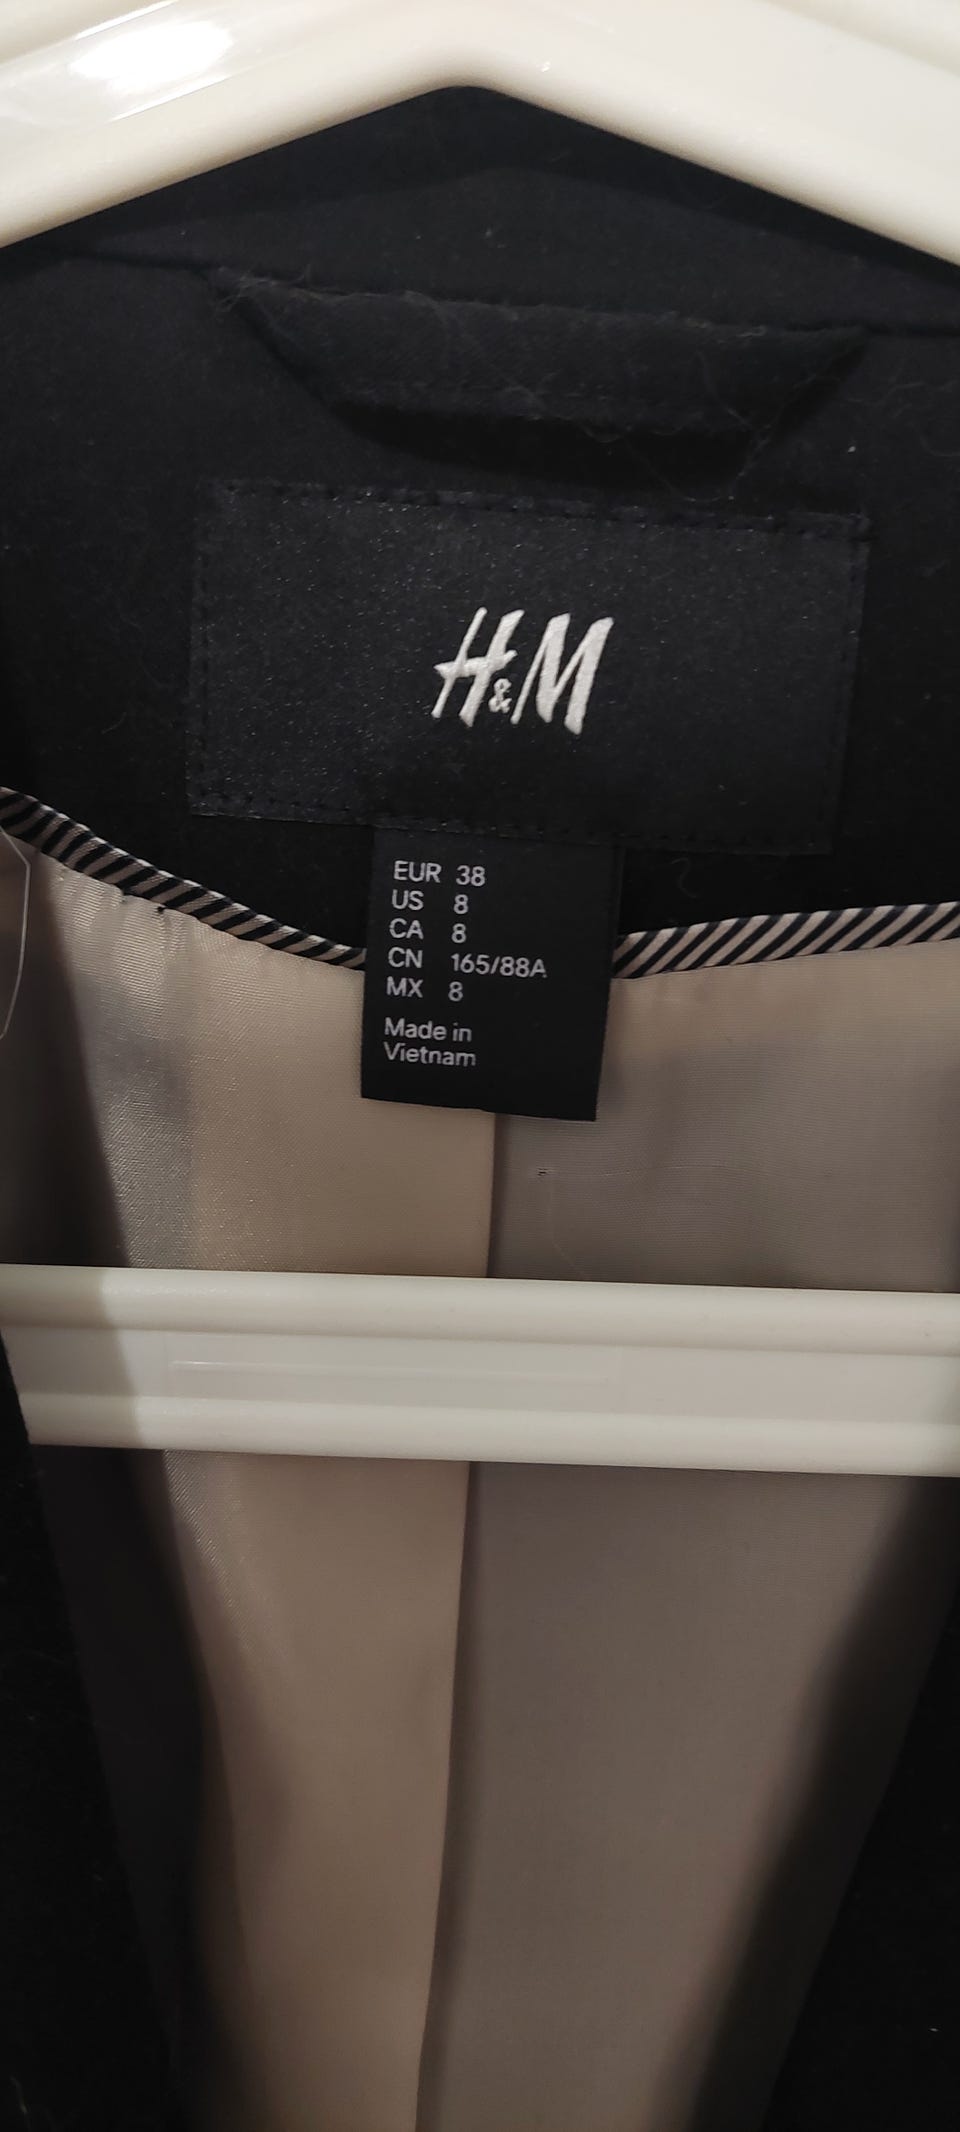 H&M
EUR 38
US 8
CA 8
CN 165/88A
MX 8
Made in
Vietnam